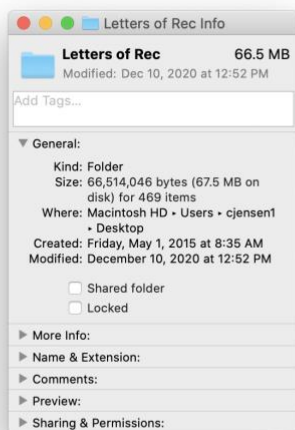 Letters of Rec Info
Letters of Rec 66.5 MB
Modified: Dec 10, 2020 at 12:52 PM
Add Tags...
General:
Kind: Folder
Size: 66,514,046 bytes (67.5 MB on
disk) for 469 items
Where: Macintosh HD ▸ Users ▸ cjensen1
▸ Desktop
Created: Friday, May 1, 2015 at 8:35 AM
Modified: December 10, 2020 at 12:52 PM
Shared folder
Locked
More Info:
Name & Extension:
Comments:
Preview:
Sharing & Permissions: